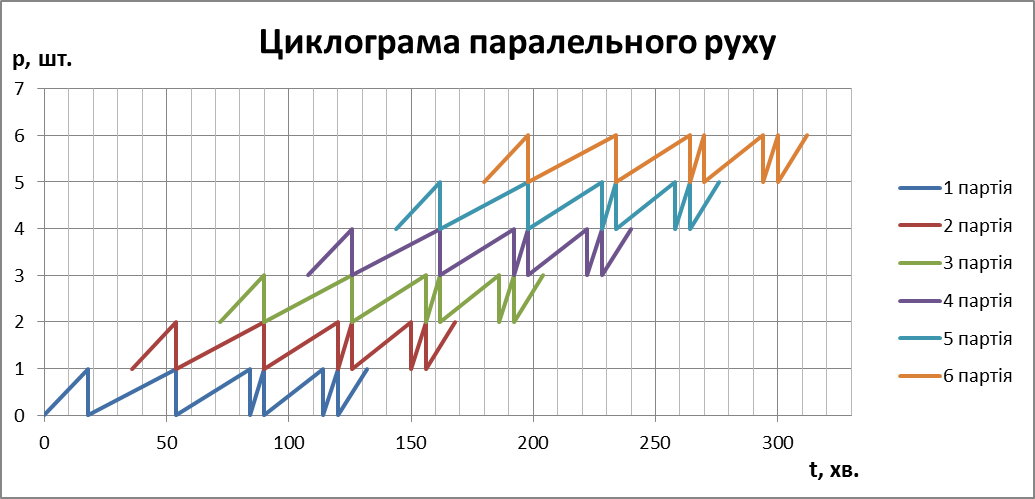 Циклограма паралельного руху
p, шт.
7
6
5
4
3
2
1
0
0 50 100 150 200 250 300
t, хв.
1 партія
2 партія
3 партія
4 партія
5 партія
6 партія